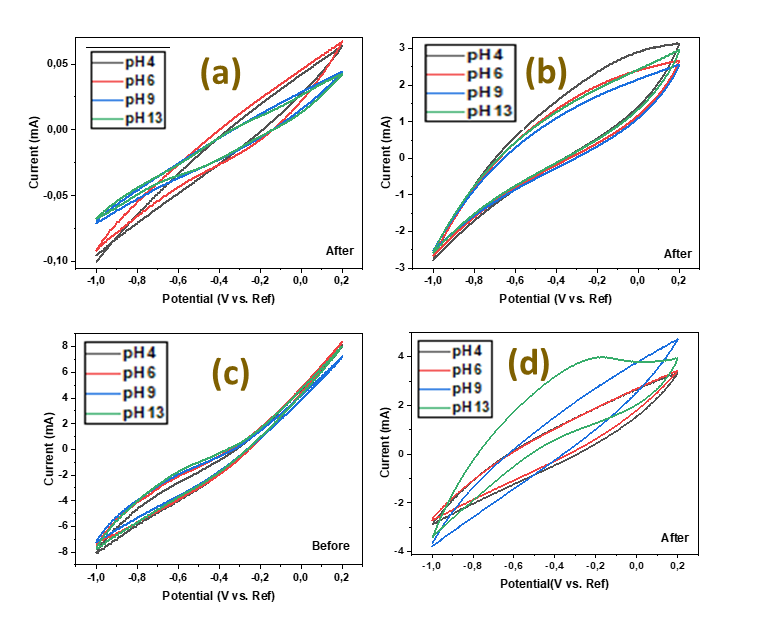 (a)
pH 4
pH 6
pH 9
pH 13
0,05
0,00
-0,05
-0,10
Current (mA)
After
-1,0 -0,8 -0,6 -0,4 -0,2 0,0 0,2
Potential (V vs. Ref)
(b)
pH 4
pH 6
pH 9
pH 13
3
2
1
0
-1
-2
-3
Current (mA)
After
-1,0 -0,8 -0,6 -0,4 -0,2 0,0 0,2
Potential (V vs. Ref)
(c)
pH 4
pH 6
pH 9
pH 13
8
6
4
2
0
-2
-4
-6
-8
Current (mA)
Before
-1,0 -0,8 -0,6 -0,4 -0,2 0,0 0,2
Potential (V vs. Ref)
(d)
pH 4
pH 6
pH 9
pH 13
4
2
0
-2
-4
Current (mA)
After
-1,0 -0,8 -0,6 -0,4 -0,2 0,0 0,2
Potential(V vs. Ref)